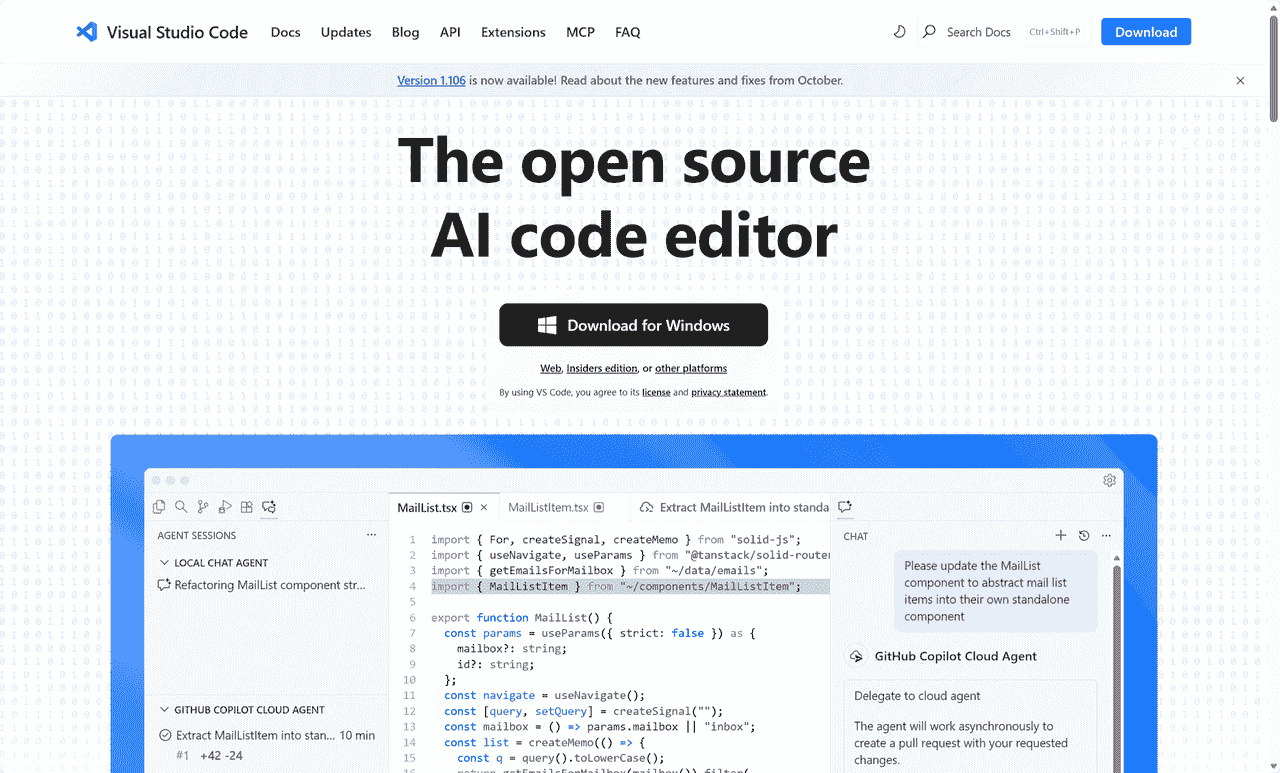 Visual Studio Code Docs Updates Blog API Extensions MCP FAQ Search Docs Ctrl+Shift+P Download
Version 1.106 is now available! Read about the new features and fixes from October.
HAPPY_CODING
The open source
AI code editor
Download for Windows
Web, Insiders edition, or other platforms
By using VS Code, you agree to its license and privacy statement.
AGENT SESSIONS
LOCAL CHAT AGENT
Refactoring MailList component str...
GITHUB COPILOT CLOUD AGENT
Extract MailListItem into stan... 10 min
#1 +42 -24
MailList.tsx MailListItem.tsx Extract MailListItem into standa
1 import { For, createSignal, createMemo } from "solid-js";
2 import { useNavigate, useParams } from "@tanstack/solid-router
3 import { getEmailsForMailbox } from "~/data/emails";
4 import { MailListItem } from "~/components/MailListItem";
5
6 export function MailList() {
7 const params = useParams({ strict: false }) as {
8 mailbox?: string;
9 id?: string;
10 };
11 const navigate = useNavigate();
12 const [query, setQuery] = createSignal("");
13 const mailbox = () => params.mailbox || "inbox";
14 const list = createMemo(() => {
15 const q = query().toLowerCase();
16 return getEmailsForMailbox(mailbox()).filter(
CHAT
Please update the MailList
component to abstract mail list
items into their own standalone
component
GitHub Copilot Cloud Agent
Delegate to cloud agent
The agent will work asynchronously to
create a pull request with your requested
changes.